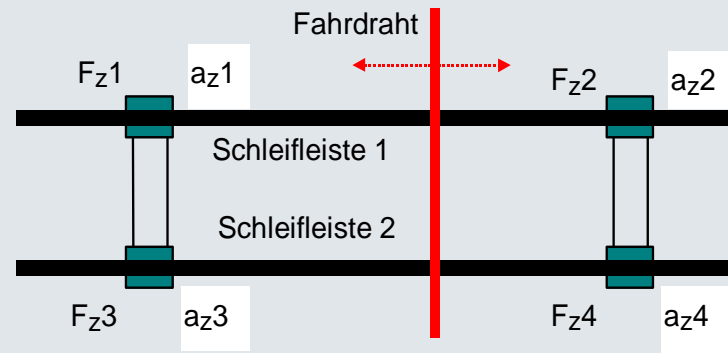 Fahrdraht
Fz1 az1 Fz2 az2
Schleifleiste 1
Schleifleiste 2
Fz3 az3 Fz4 az4